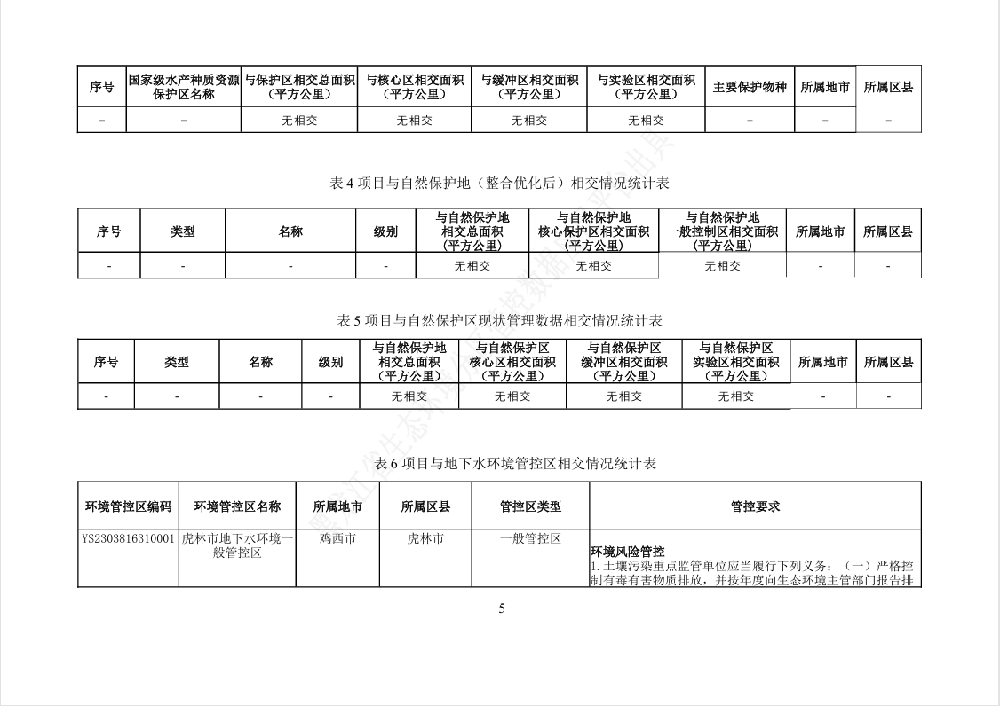 序号 国家级水产种质资源保护区名称 与保护区相交总面积（平方公里） 与核心区相交面积（平方公里） 与缓冲区相交面积（平方公里） 与实验区相交面积（平方公里） 主要保护物种 所属地市 所属区县
– – 无相交 无相交 无相交 无相交 – – –
表 4 项目与自然保护地（整合优化后）相交情况统计表
序号 类型 名称 级别 与自然保护地相交总面积(平方公里) 与自然保护地核心保护区相交面积(平方公里) 与自然保护地一般控制区相交面积(平方公里) 所属地市 所属区县
- - - - 无相交 无相交 无相交 - -
表 5 项目与自然保护区现状管理数据相交情况统计表
序号 类型 名称 级别 与自然保护地相交总面积（平方公里） 与自然保护区核心区相交面积（平方公里） 与自然保护区缓冲区相交面积（平方公里） 与自然保护区实验区相交面积（平方公里） 所属地市 所属区县
- - - - 无相交 无相交 无相交 无相交 - -
表 6 项目与地下水环境管控区相交情况统计表
环境管控区编码 环境管控区名称 所属地市 所属区县 管控区类型 管控要求
YS2303816310001 虎林市地下水环境一般管控区 鸡西市 虎林市 一般管控区
环境风险管控
1.土壤污染重点监管单位应当履行下列义务：（一）严格控
制有毒有害物质排放，并按年度向生态环境主管部门报告排
5